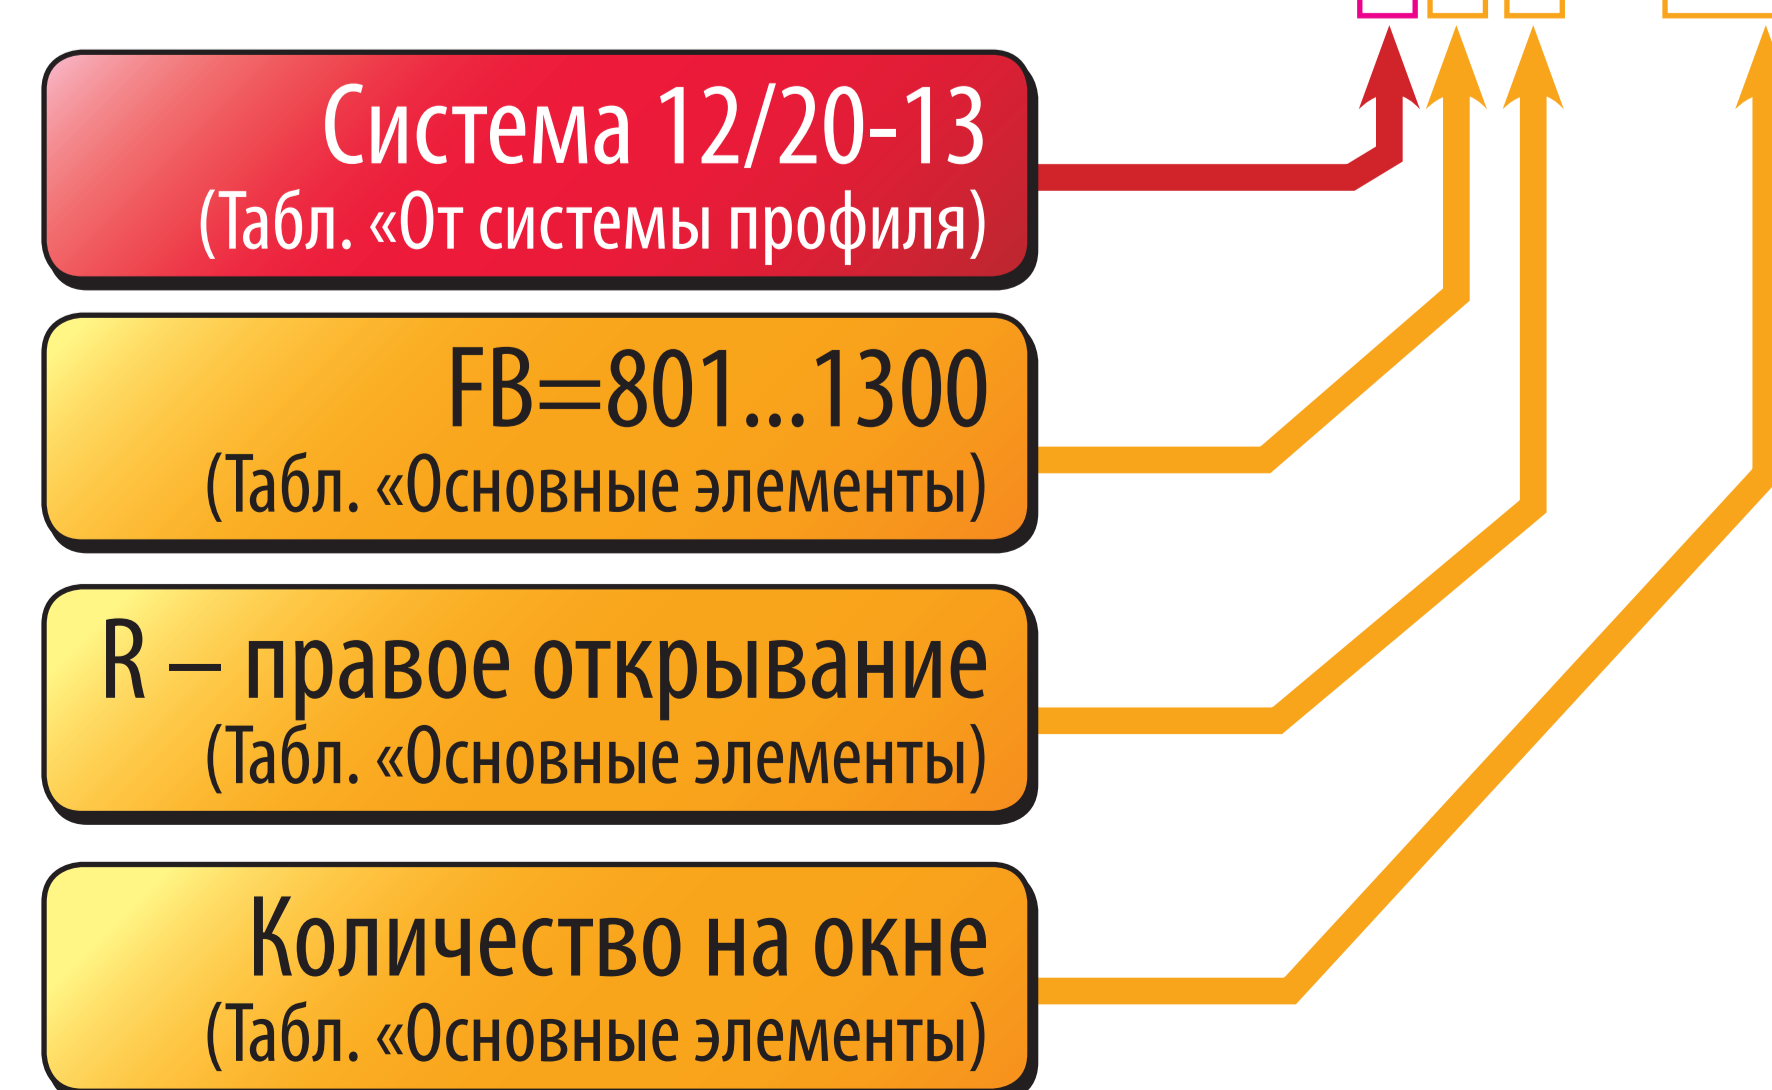 Система 12/20-13
(Табл. «От системы профиля)
FB=801...1300
(Табл. «Основные элементы)
R – правое открывание
(Табл. «Основные элементы)
Количество на окне
(Табл. «Основные элементы)